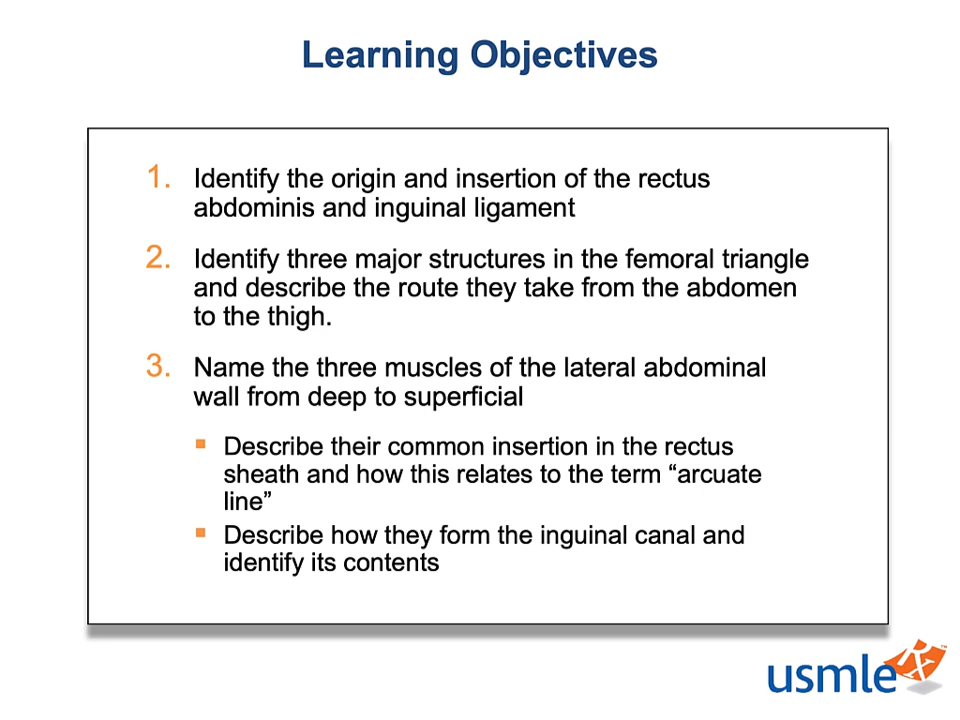 Learning Objectives
1. Identify the origin and insertion of the rectus
abdominis and inguinal ligament
2. Identify three major structures in the femoral triangle
and describe the route they take from the abdomen
to the thigh.
3. Name the three muscles of the lateral abdominal
wall from deep to superficial
▪ Describe their common insertion in the rectus
sheath and how this relates to the term “arcuate
line”
▪ Describe how they form the inguinal canal and
identify its contents
usmle Rx ™